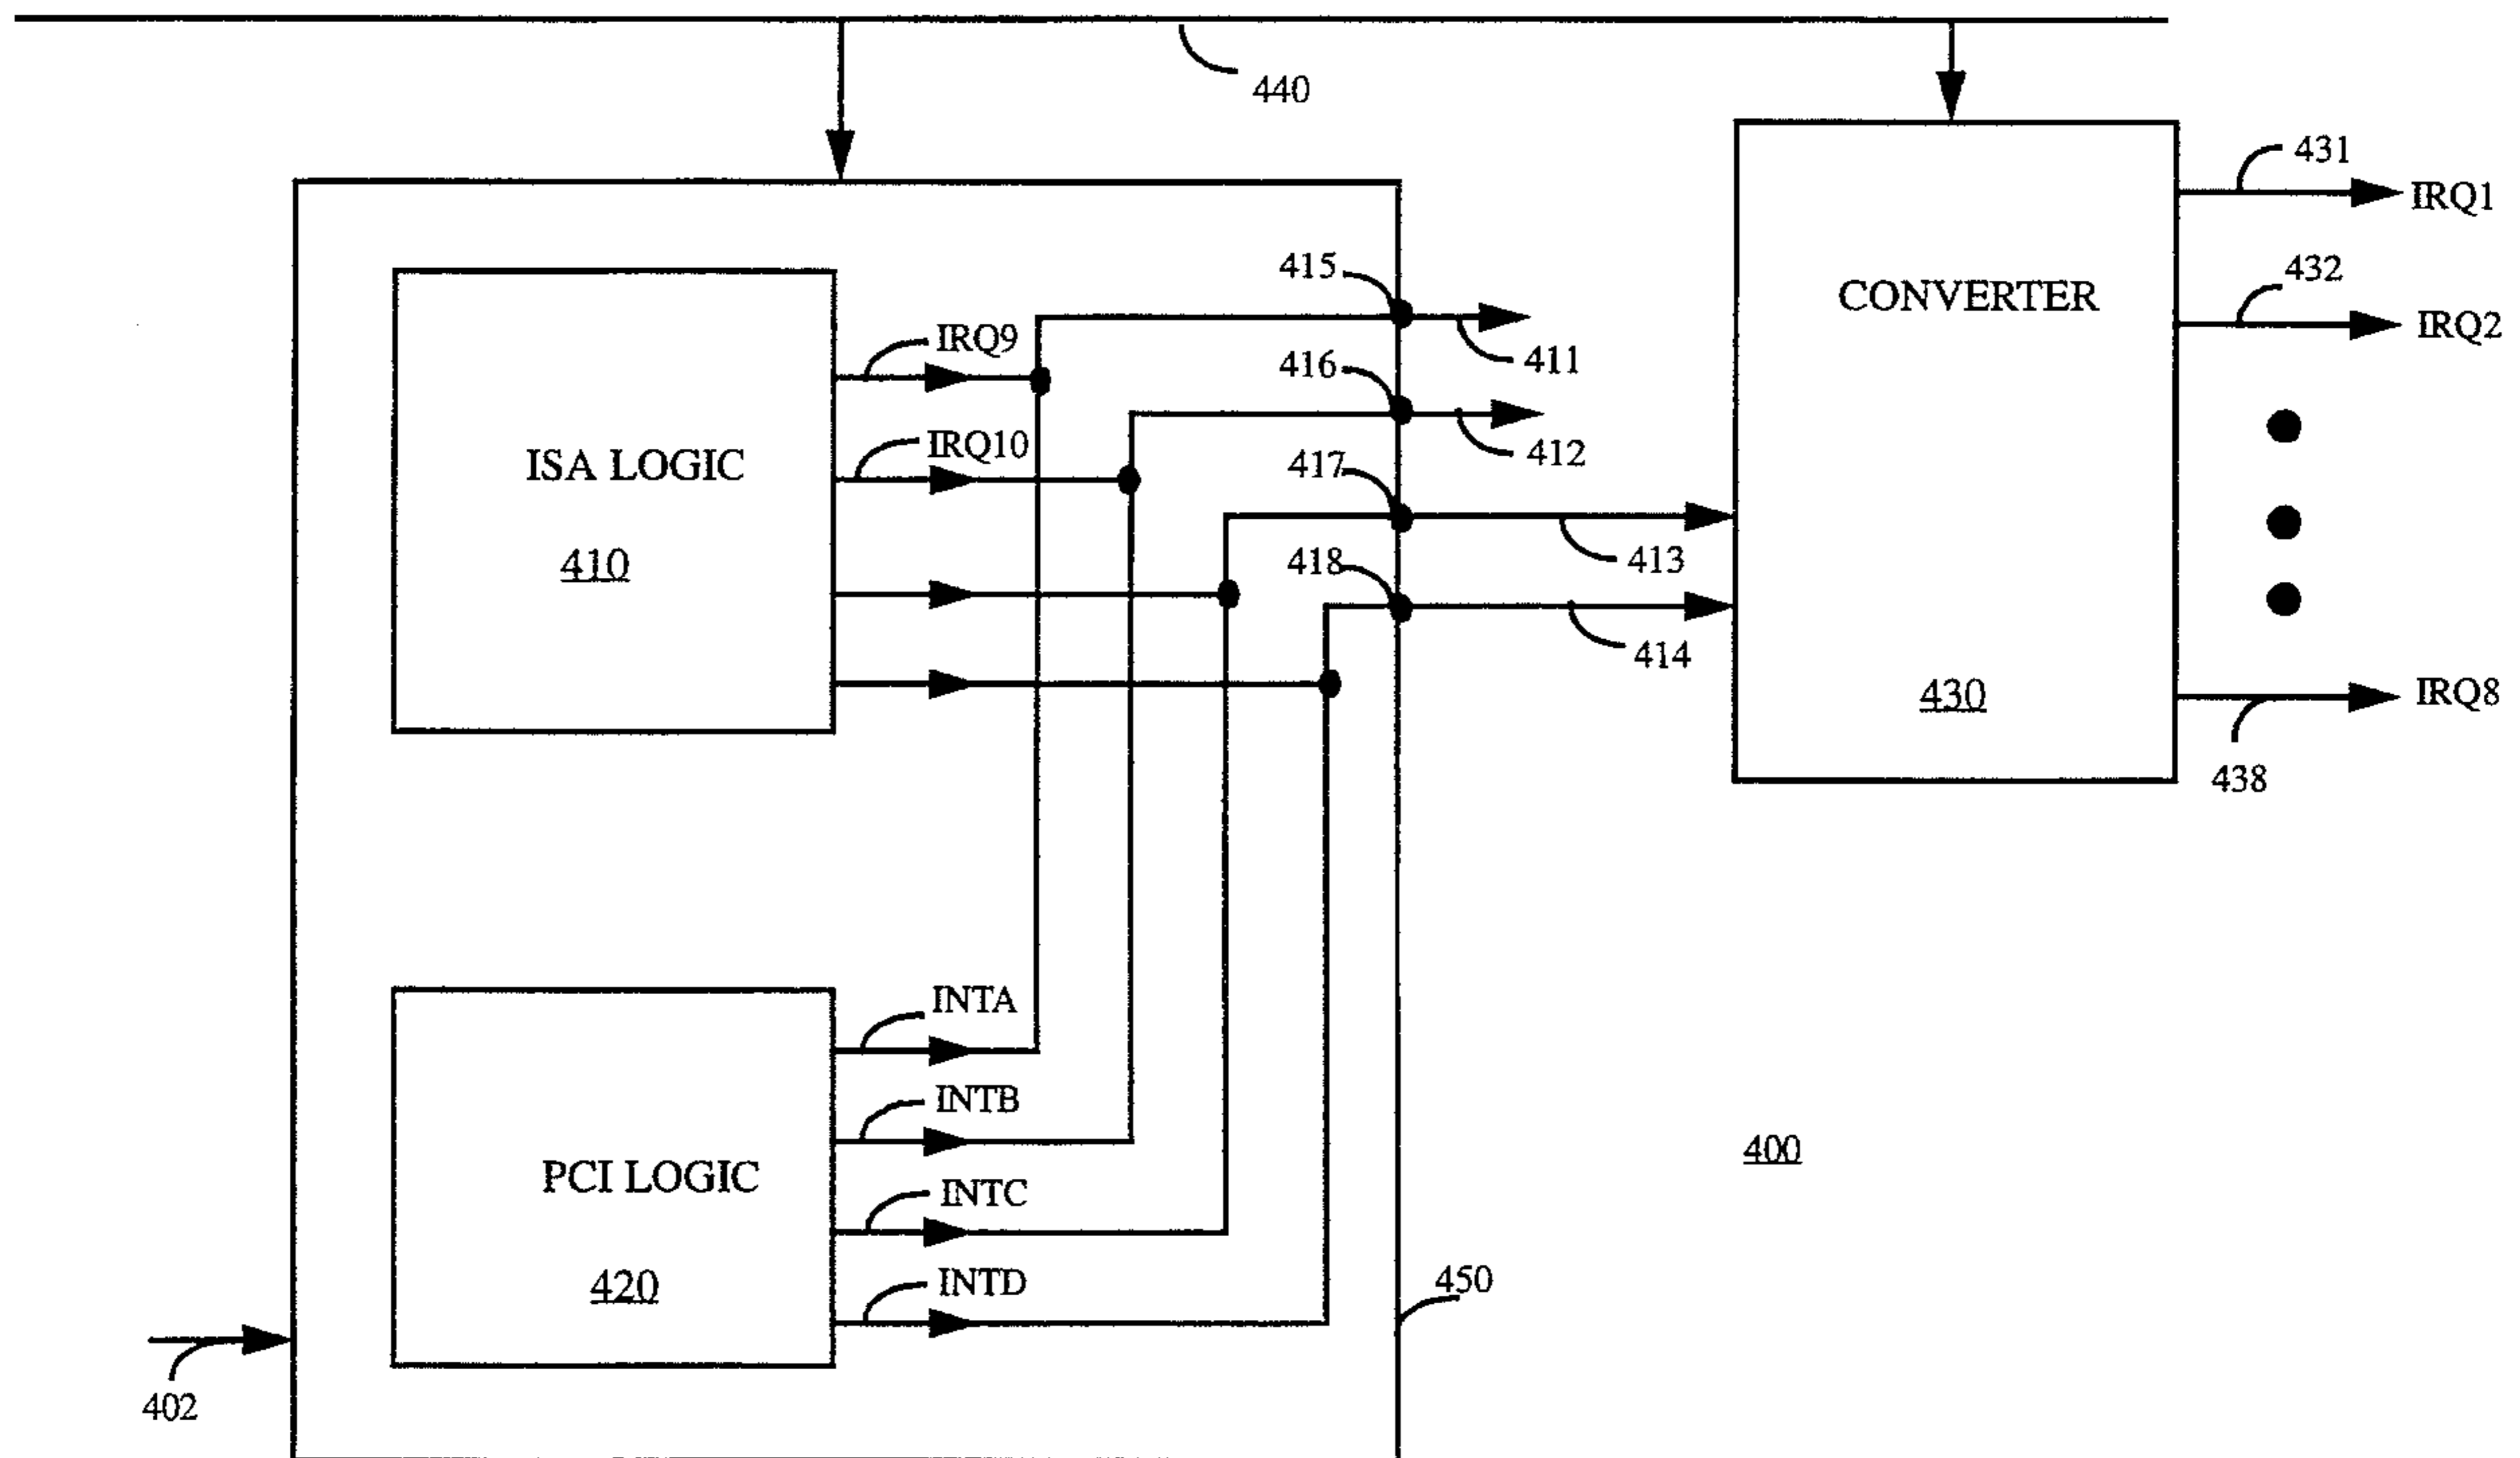 440
431
IRQ1
432
IRQ2
CONVERTER
430
IRQ8
438
415
411
416
412
417
413
418
414
IRQ9
IRQ10
ISA LOGIC
410
INTA
INTB
INTC
INTD
PCI LOGIC
420
450
400
402